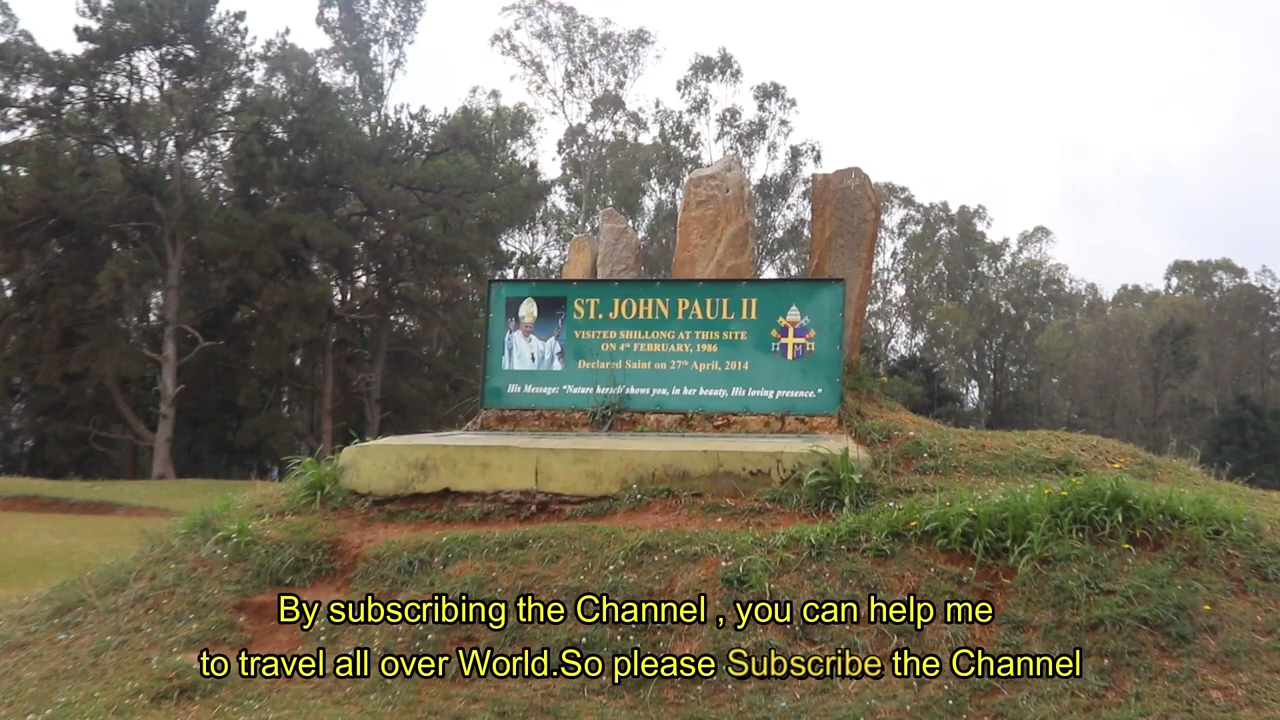 ST. JOHN PAUL II
VISITED SHILLONG AT THIS SITE
ON 4th FEBRUARY, 1986
Declared Saint on 27th April, 2014
His Message: "Nature herself shows you, in her beauty, His loving presence."
M
By subscribing the Channel , you can help me
to travel all over World.So please Subscribe the Channel